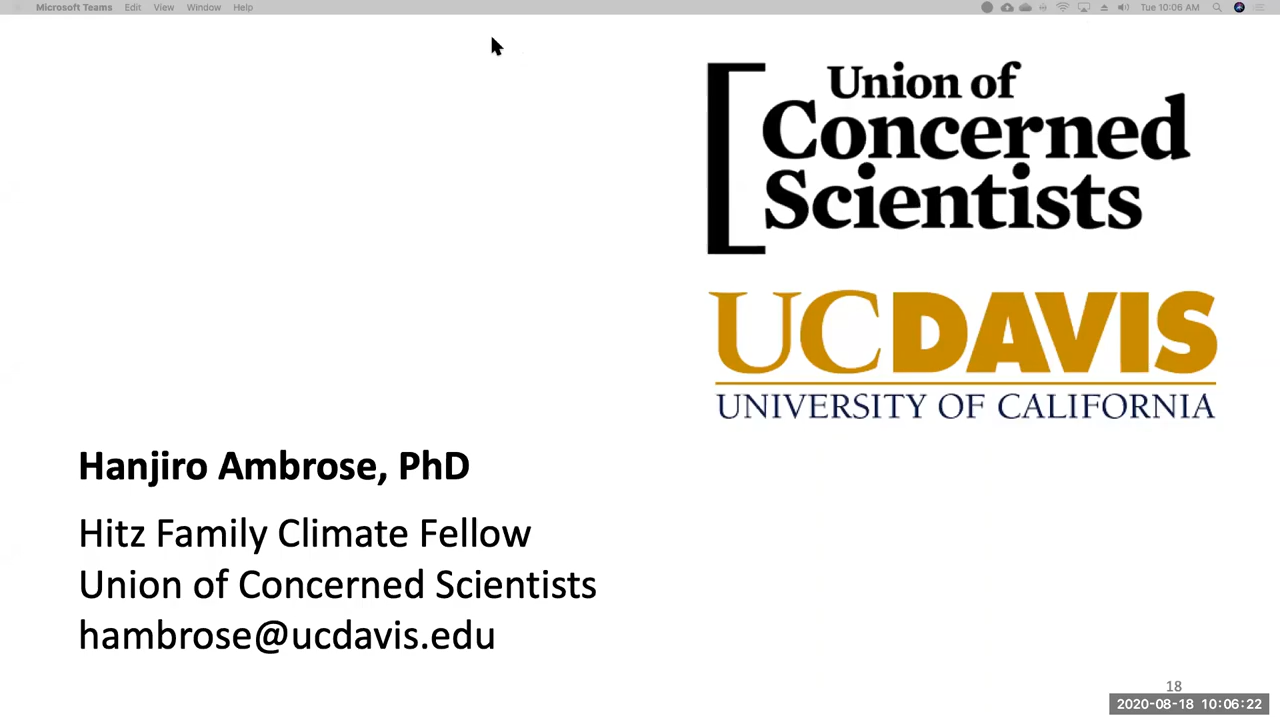 Microsoft Teams Edit View Window Help Tue 10:06 AM
Union of
Concerned
Scientists
UCDAVIS
UNIVERSITY OF CALIFORNIA
Hanjiro Ambrose, PhD
Hitz Family Climate Fellow
Union of Concerned Scientists
hambrose@ucdavis.edu
18
2020-08-18 10:06:22